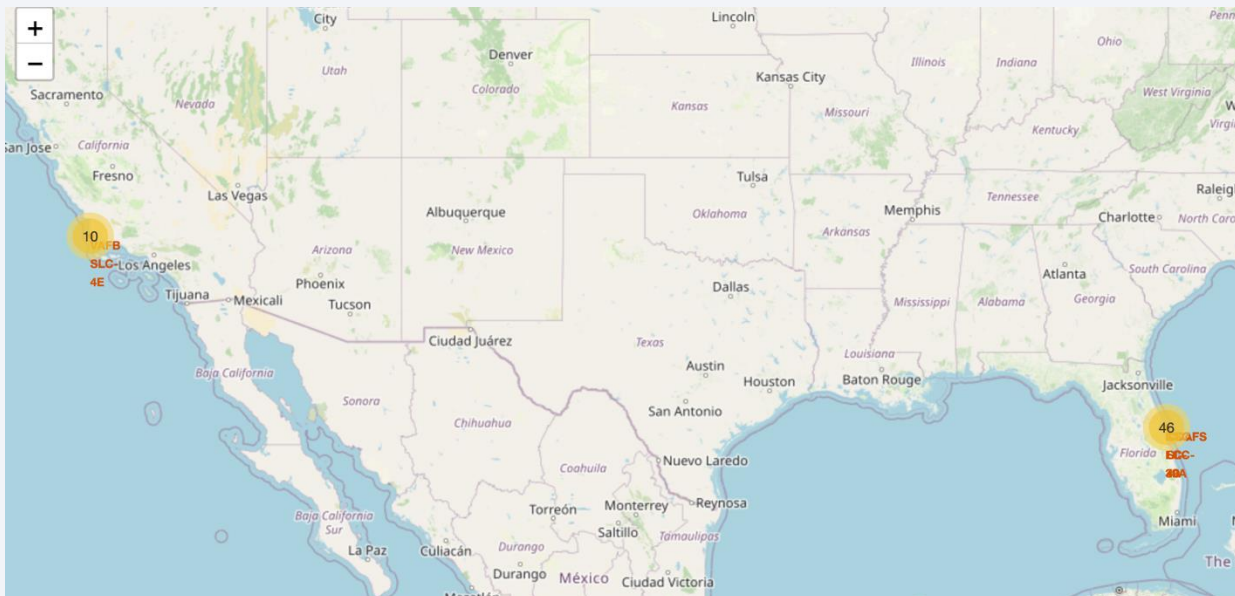 +
−
City
Lincoln
Penn
Denver
Utah
Colorado
Kansas City
Illinois
Indiana
Ohio
Nevada
Kansas
Missouri
West Virginia
Sacramento
California
San Jose
Kentucky
Virgin
Fresno
Las Vegas
Tulsa
Raleigh
Albuquerque
Oklahoma
Memphis
Tennessee
Charlotte
North Caro
10
Arizona
New Mexico
Arkansas
SLC-
Los Angeles
4E
Phoenix
Atlanta
South Carolina
Tijuana
Mexicali
Tucson
Dallas
Mississippi
Alabama
Georgia
Ciudad Juárez
Texas
Louisiana
Baja California
Austin
Houston
Baton Rouge
Jacksonville
Sonora
Chihuahua
San Antonio
46
Florida
Coahuila
Nuevo Laredo
Torreón
Monterrey
Reynosa
Baja California
Sur
Saltillo
Tamaulipas
Miami
La Paz
Culiacán
Durango
Durango
México
Ciudad Victoria
The